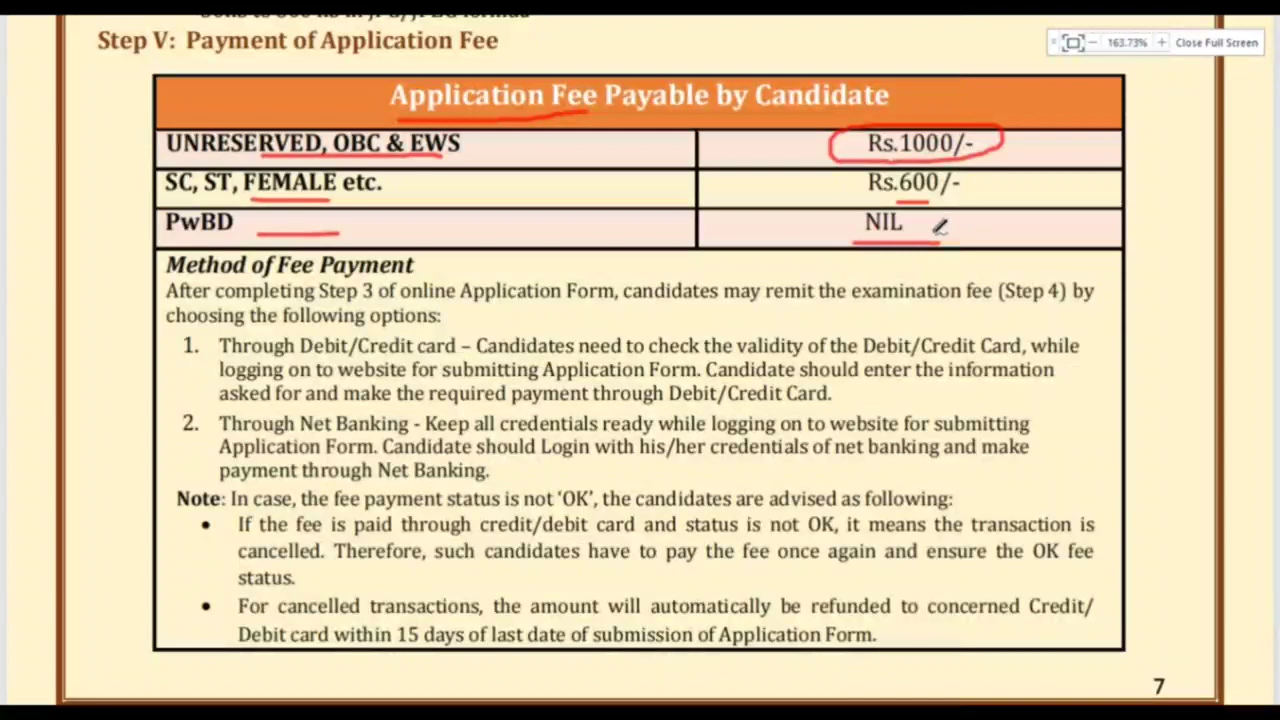 Step V: Payment of Application Fee
163.73%
Close Full Screen
Application Fee Payable by Candidate
UNRESERVED, OBC & EWS Rs.1000/-
SC, ST, FEMALE etc. Rs.600/-
PwBD NIL
Method of Fee Payment
After completing Step 3 of online Application Form, candidates may remit the examination fee (Step 4) by
choosing the following options:
1. Through Debit/Credit card – Candidates need to check the validity of the Debit/Credit Card, while
logging on to website for submitting Application Form. Candidate should enter the information
asked for and make the required payment through Debit/Credit Card.
2. Through Net Banking - Keep all credentials ready while logging on to website for submitting
Application Form. Candidate should Login with his/her credentials of net banking and make
payment through Net Banking.
Note: In case, the fee payment status is not ‘OK’, the candidates are advised as following:
• If the fee is paid through credit/debit card and status is not OK, it means the transaction is
cancelled. Therefore, such candidates have to pay the fee once again and ensure the OK fee
status.
• For cancelled transactions, the amount will automatically be refunded to concerned Credit/
Debit card within 15 days of last date of submission of Application Form.
7